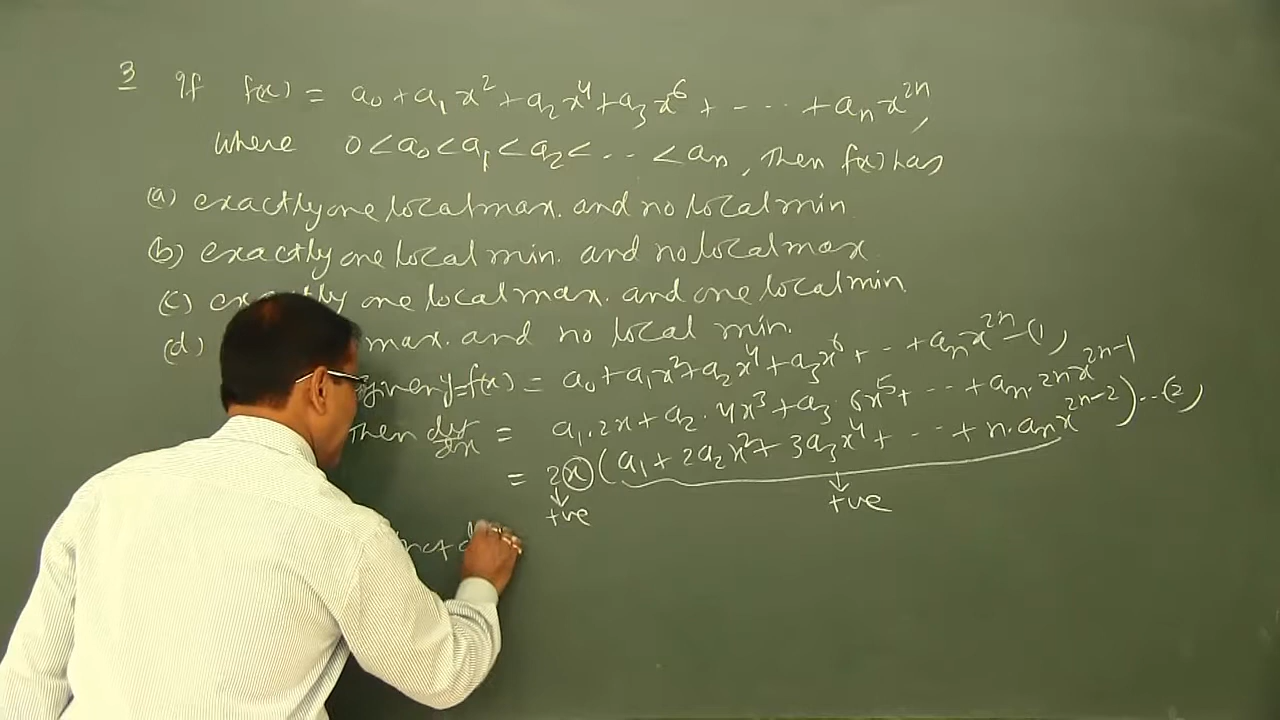 3 If f(x) = a₀ + a₁x² + a₂x⁴ + a₃x⁶ + - ... + aₙx²ⁿ,
where 0 < a₀ < a₁ < a₂ < ... < aₙ, then f(x) has
(a) exactly one local max. and no local min.
(b) exactly one local min. and no local max
(c) exactly one local max. and one local min.
(d) max. and no local min.
given y=f(x) = a₀ + a₁x² + a₂x⁴ + a₃x⁶ + ... + aₙx²ⁿ - (1)
Then dy/dx = a₁.2x + a₂.4x³ + a₃.6x⁵ + ... + aₙ.2nx²ⁿ⁻¹
= 2x (a₁ + 2a₂x² + 3a₃x⁴ + ... + n.aₙx²ⁿ⁻²) ...(2)
↓ +ve ↓ +ve